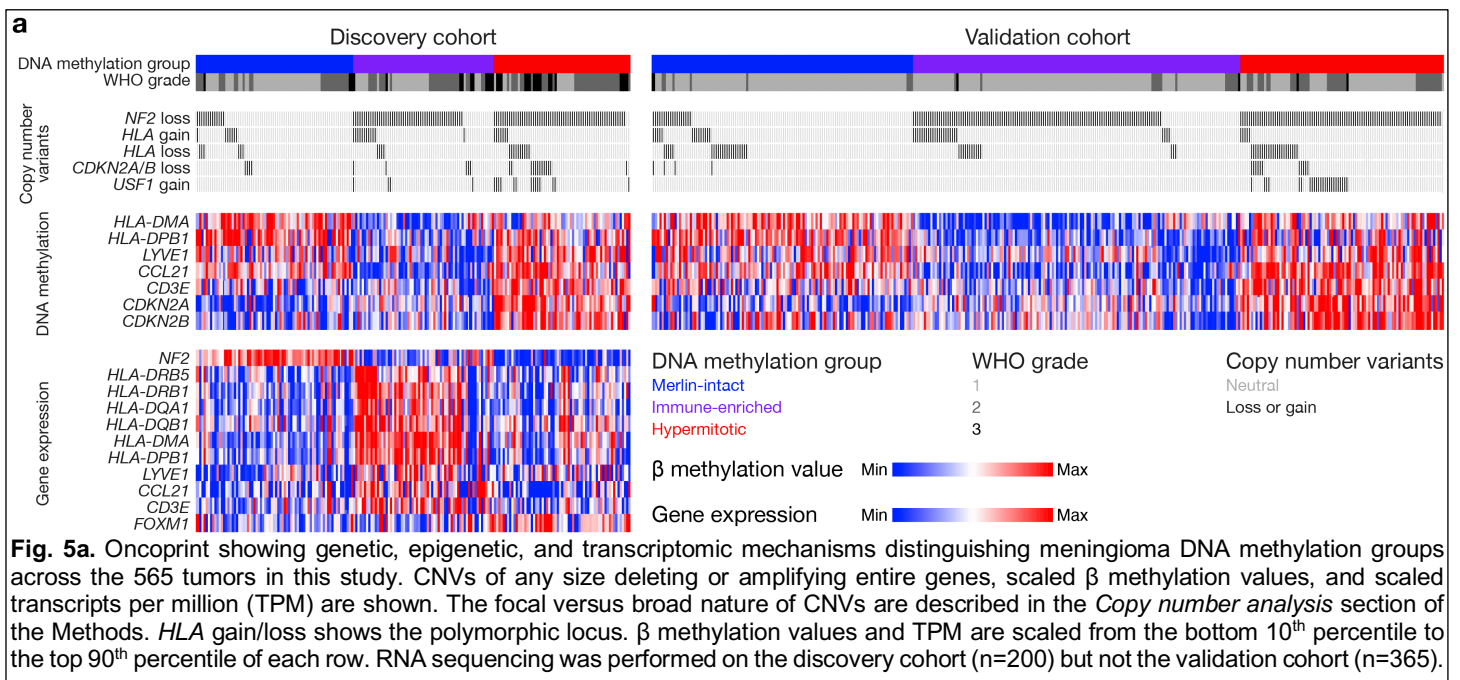 a
Discovery cohort
Validation cohort
DNA methylation group
WHO grade
Copy number
variants
NF2 loss
HLA gain
HLA loss
CDKN2A/B loss
USF1 gain
DNA methylation
HLA-DMA
HLA-DPB1
LYVE1
CCL21
CD3E
CDKN2A
CDKN2B
Gene expression
NF2
HLA-DRB5
HLA-DRB1
HLA-DQA1
HLA-DQB1
HLA-DMA
HLA-DPB1
LYVE1
CCL21
CD3E
FOXM1
DNA methylation group
Merlin-intact
Immune-enriched
Hypermitotic
WHO grade
1
2
3
Copy number variants
Neutral
Loss or gain
β methylation value Min Max
Gene expression Min Max
Fig. 5a. Oncoprint showing genetic, epigenetic, and transcriptomic mechanisms distinguishing meningioma DNA methylation groups
across the 565 tumors in this study. CNVs of any size deleting or amplifying entire genes, scaled β methylation values, and scaled
transcripts per million (TPM) are shown. The focal versus broad nature of CNVs are described in the Copy number analysis section of
the Methods. HLA gain/loss shows the polymorphic locus. β methylation values and TPM are scaled from the bottom 10th percentile to
the top 90th percentile of each row. RNA sequencing was performed on the discovery cohort (n=200) but not the validation cohort (n=365).